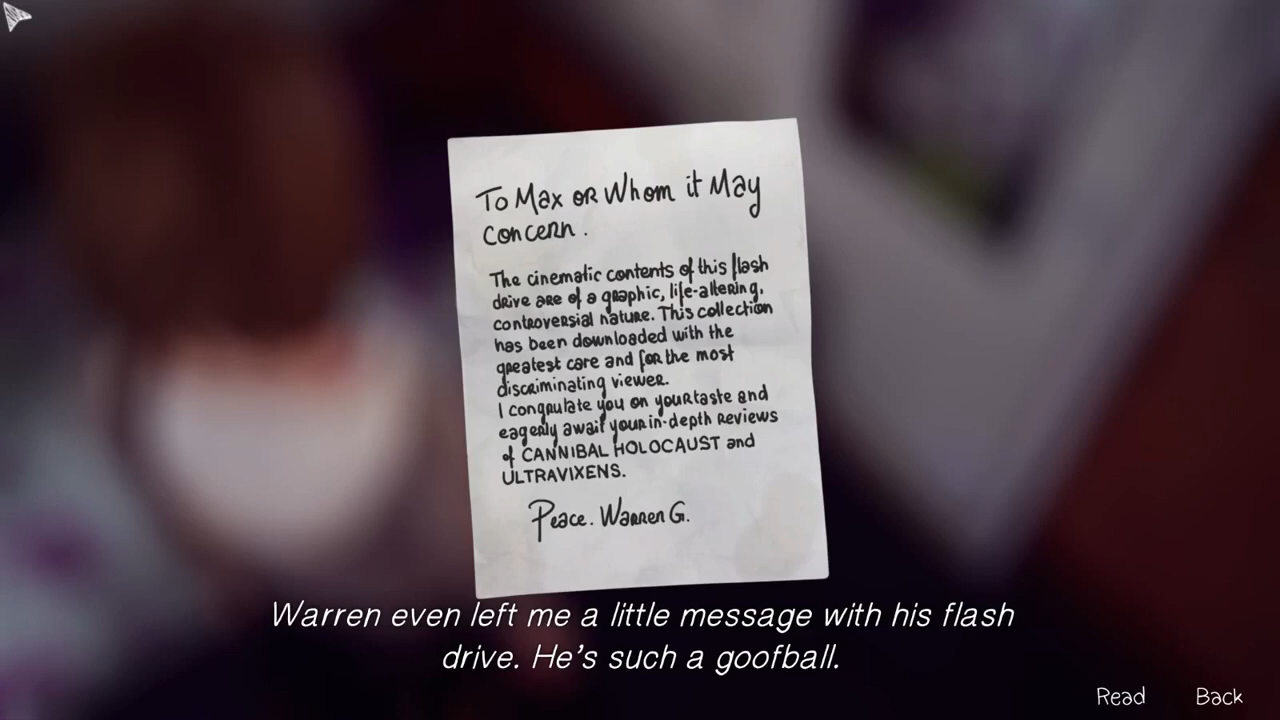 To Max or Whom it May
Concern.
The cinematic contents of this flash
drive are of a graphic, life-altering,
controversial nature. This collection
has been downloaded with the
greatest care and for the most
discriminating viewer.
I congrulate you on your taste and
eagerly await your in-depth reviews
of CANNIBAL HOLOCAUST and
ULTRAVIXENS.
Peace. Warren G.
Warren even left me a little message with his flash
drive. He's such a goofball.
Read Back